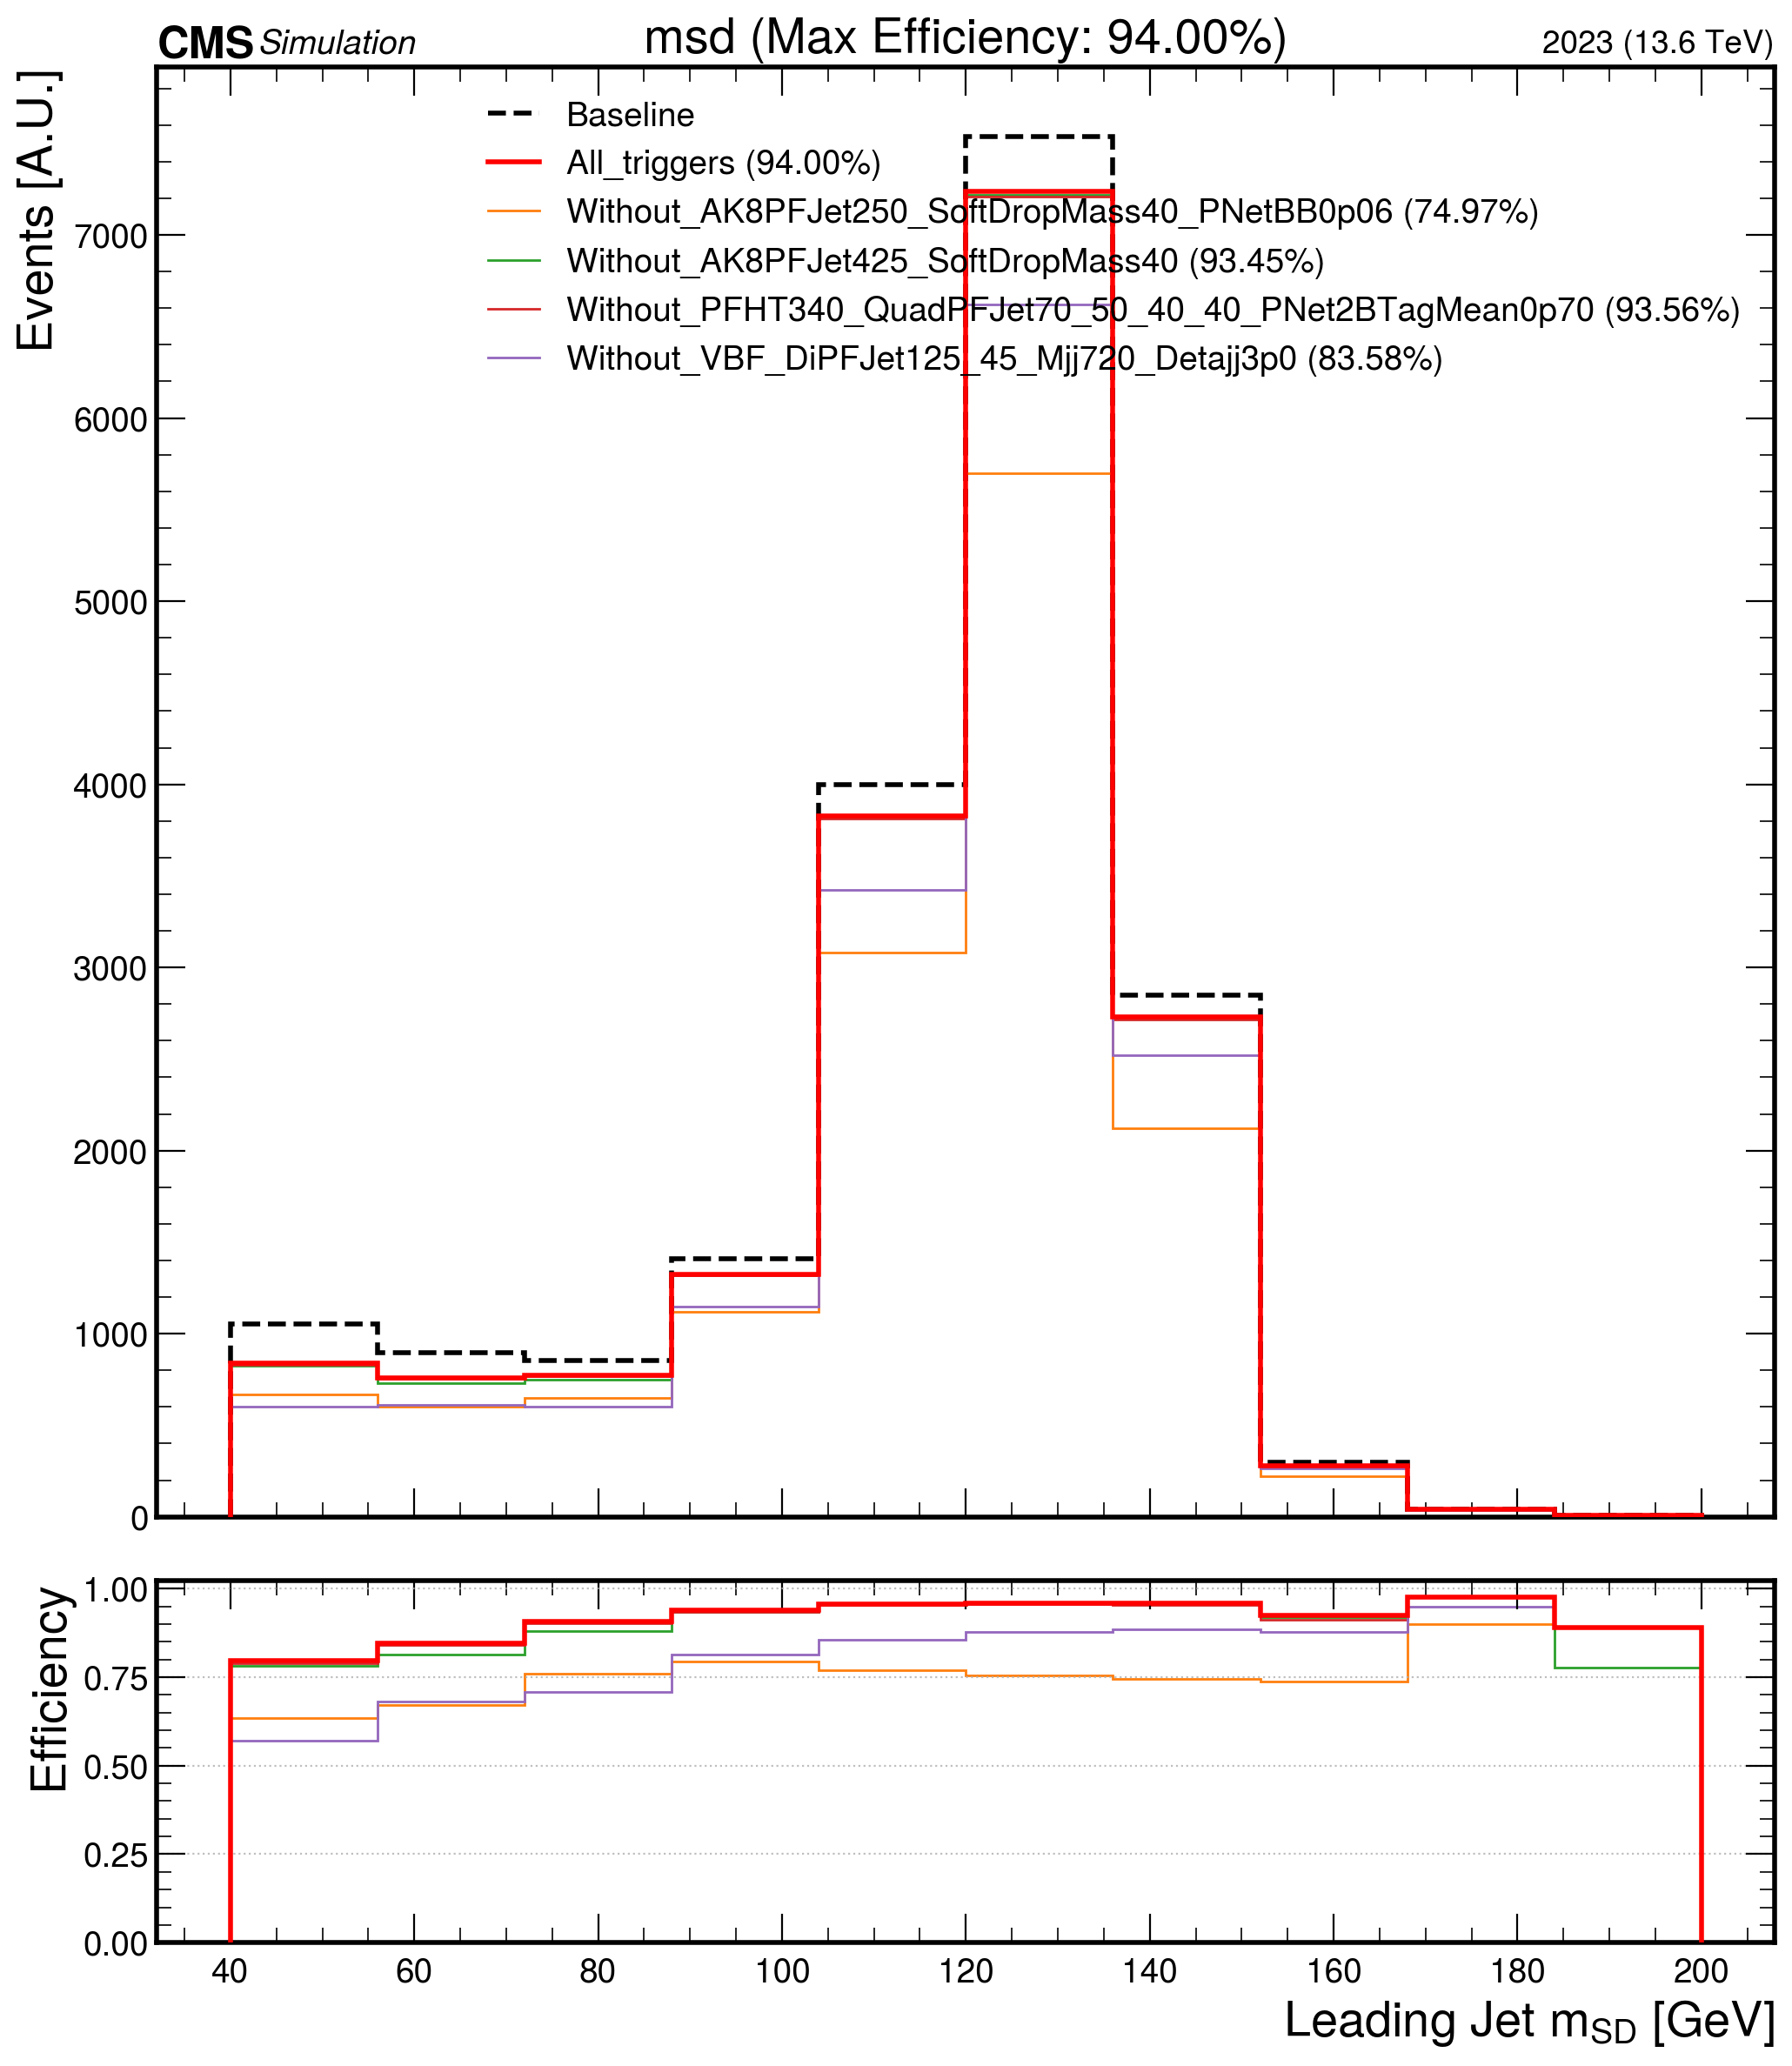 CMS Simulation msd (Max Efficiency: 94.00%) 2023 (13.6 TeV)
Events [A.U.]
Baseline
All_triggers (94.00%)
Without_AK8PFJet250_SoftDropMass40_PNetBB0p06 (74.97%)
Without_AK8PFJet425_SoftDropMass40 (93.45%)
Without_PFHT340_QuadPFJet70_50_40_40_PNet2BTagMean0p70 (93.56%)
Without_VBF_DiPFJet125_45_Mjj720_Detajj3p0 (83.58%)
7000
6000
5000
4000
3000
2000
1000
0
Efficiency
1.00
0.75
0.50
0.25
0.00
40 60 80 100 120 140 160 180 200
Leading Jet mSD [GeV]